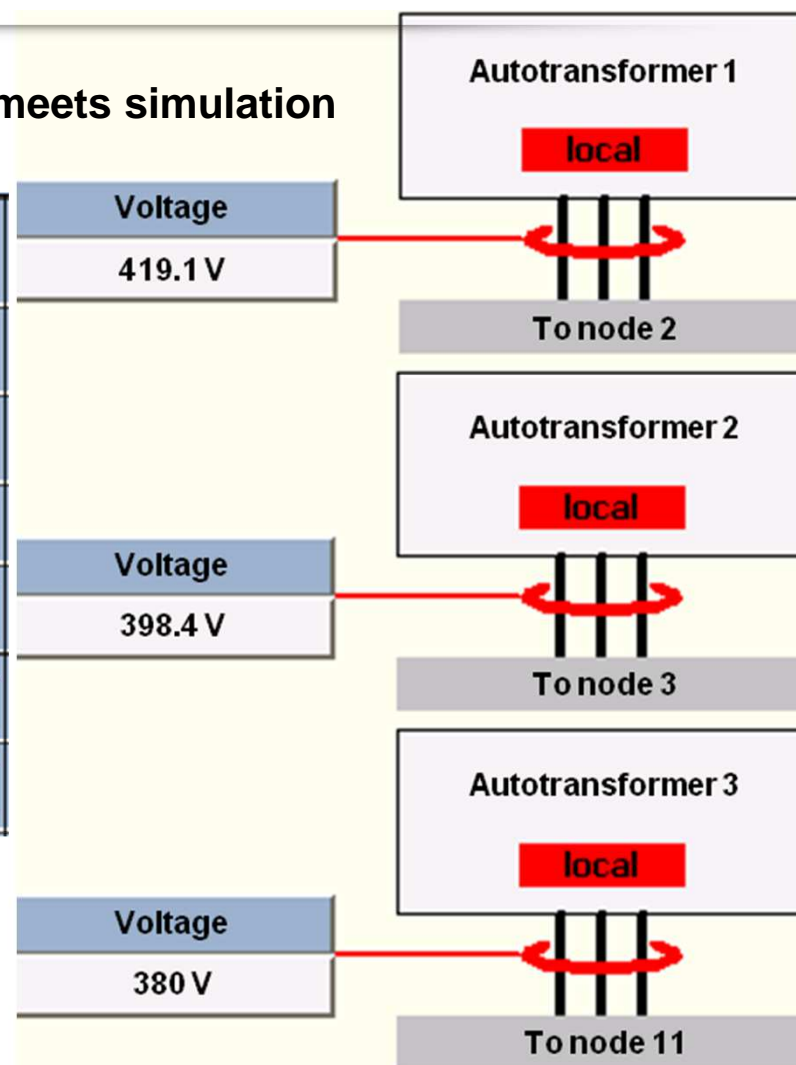 meets simulation
Autotransformer 1
local
Voltage
419.1 V
To node 2
Autotransformer 2
local
Voltage
398.4 V
To node 3
Autotransformer 3
local
Voltage
380 V
To node 11